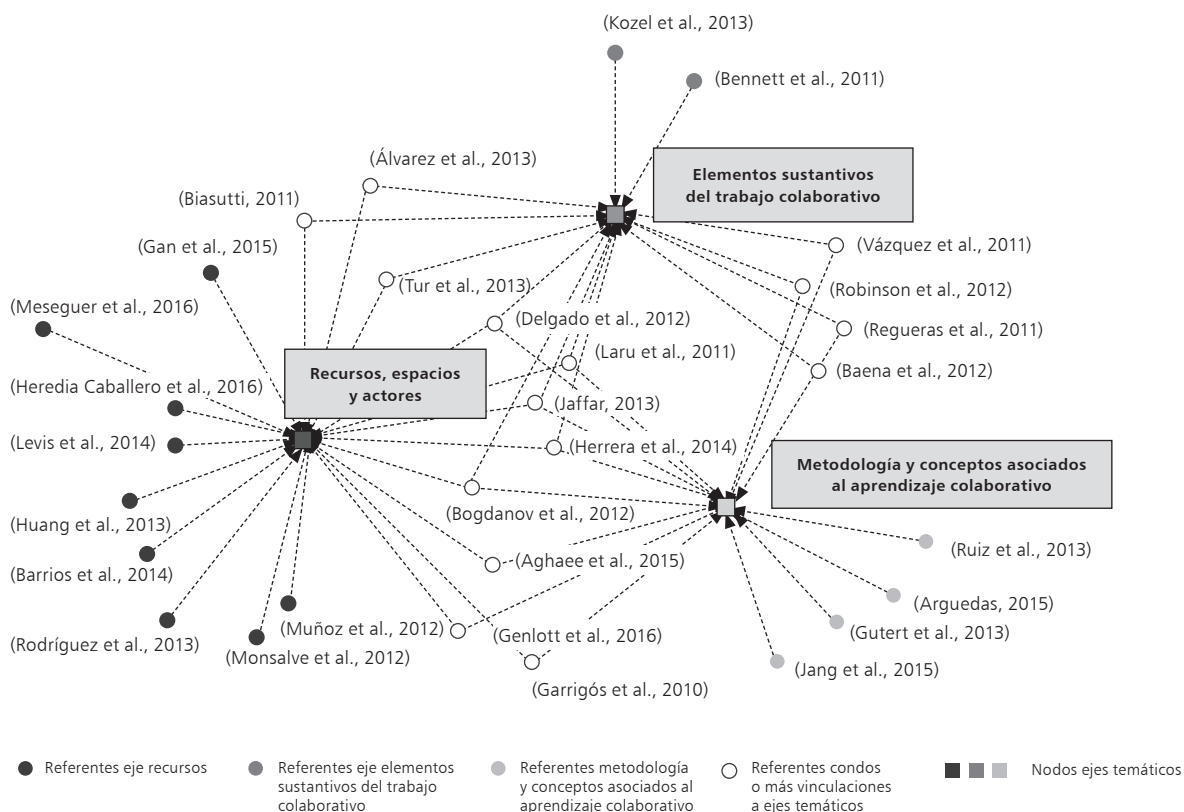 (Kozel et al., 2013)
(Bennett et al., 2011)
(Álvarez et al., 2013)
Elementos sustantivos
del trabajo colaborativo
(Biasutti, 2011)
(Gan et al., 2015)
(Vázquez et al., 2011)
(Meseguer et al., 2016)
(Tur et al., 2013)
(Robinson et al., 2012)
(Delgado et al., 2012)
(Regueras et al., 2011)
(Laru et al., 2011)
Recursos, espacios
y actores
(Baena et al., 2012)
(Heredia Caballero et al., 2016)
(Jaffar, 2013)
(Levis et al., 2014)
(Herrera et al., 2014)
Metodología y conceptos asociados
al aprendizaje colaborativo
(Huang et al., 2013)
(Bogdanov et al., 2012)
(Ruiz et al., 2013)
(Barrios et al., 2014)
(Aghaee et al., 2015)
(Arguedas, 2015)
(Rodríguez et al., 2013)
(Muñoz et al., 2012)
(Genlott et al., 2016)
(Gutert et al., 2013)
(Monsalve et al., 2012)
(Jang et al., 2015)
(Garrigós et al., 2010)
Referentes eje recursos
Referentes eje elementos
sustantivos del trabajo
colaborativo
Referentes metodología
y conceptos asociados al
aprendizaje colaborativo
Referentes condos
o más vinculaciones
a ejes temáticos
Nodos ejes temáticos